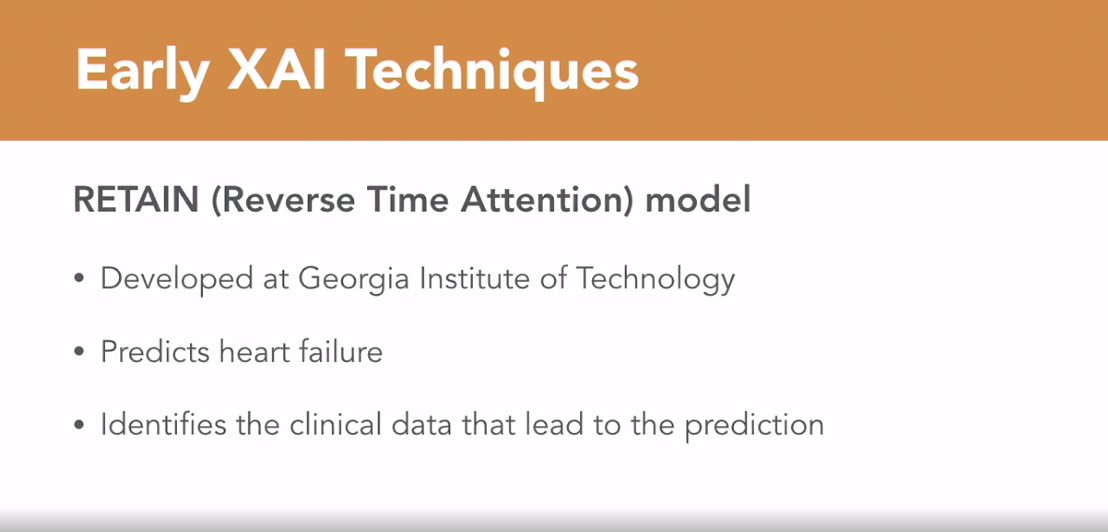 Early XAI Techniques
RETAIN (Reverse Time Attention) model
• Developed at Georgia Institute of Technology
• Predicts heart failure
• Identifies the clinical data that lead to the prediction